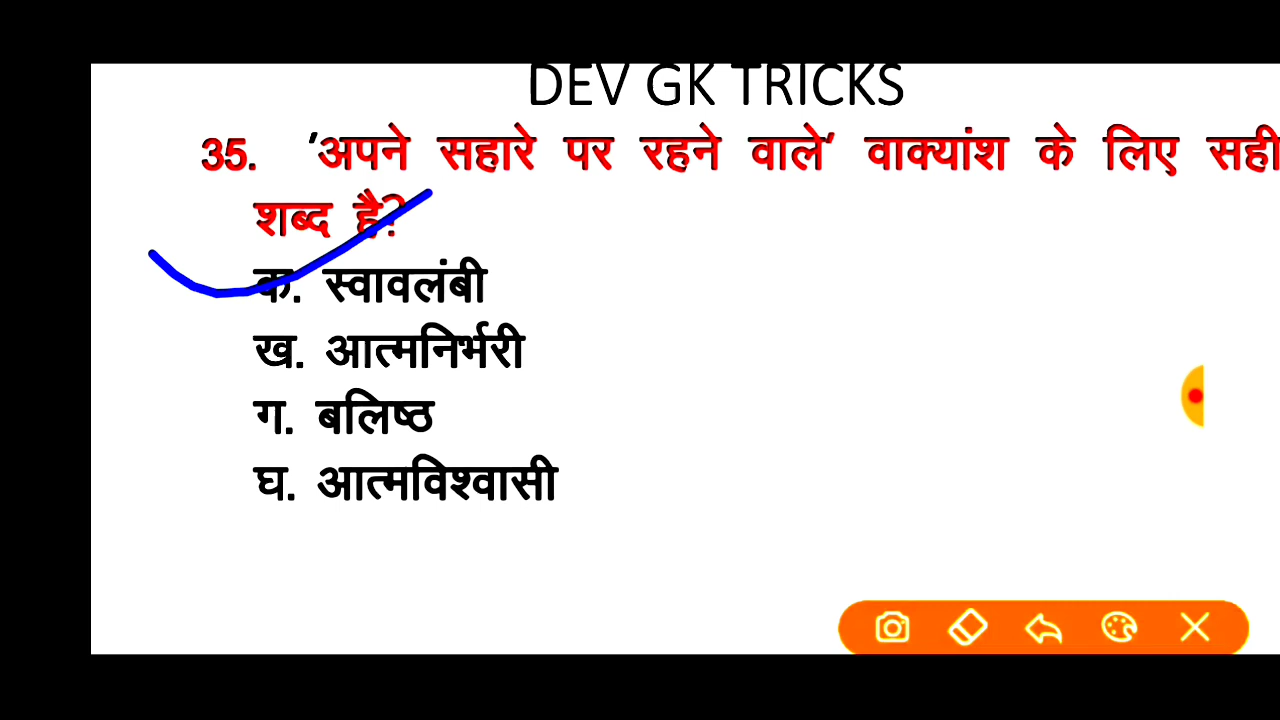 DEV GK TRICKS
35. 'अपने सहारे पर रहने वाले' वाक्यांश के लिए सही
शब्द है?
क. स्वावलंबी
ख. आत्मनिर्भरी
ग. बलिष्ठ
घ. आत्मविश्वासी